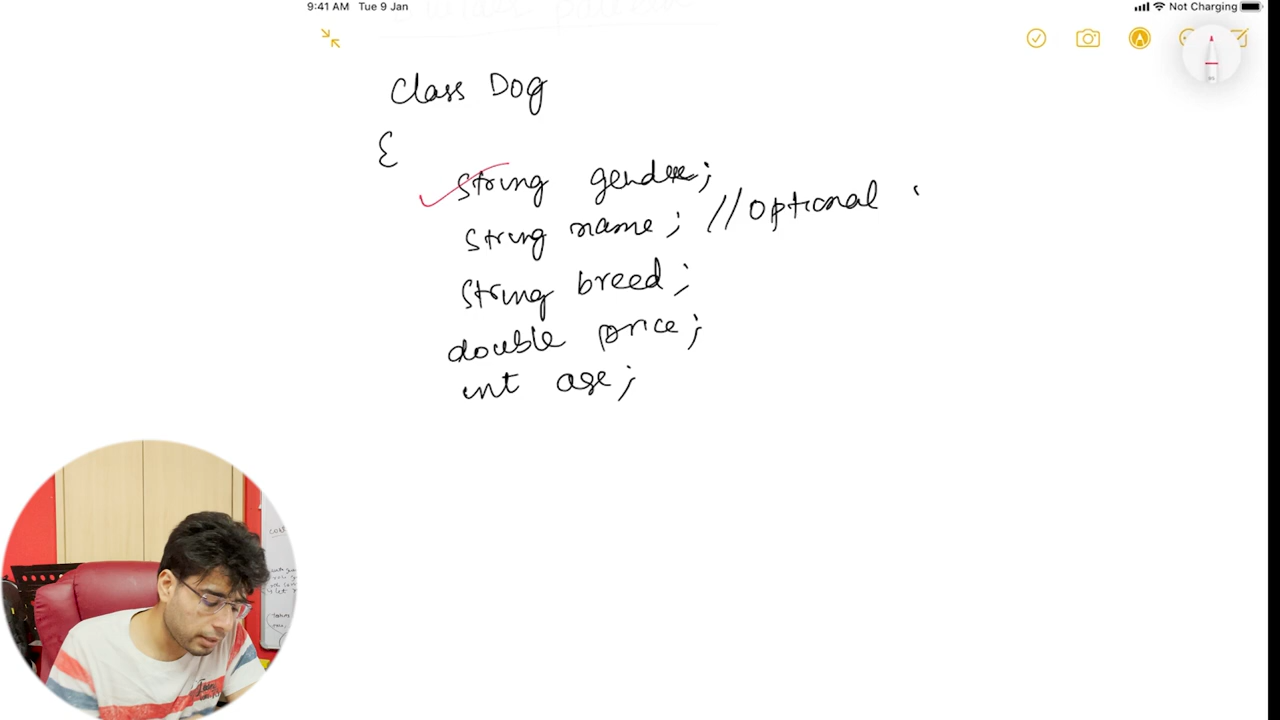 9:41 AM Tue 9 Jan
Not Charging
Class Dog
{
String gender;
String name; //optional
String breed;
double price;
int age;